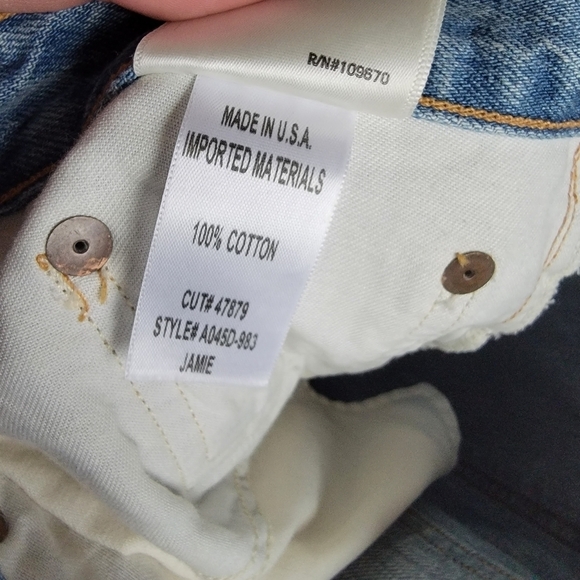 R/N#109670
MADE IN U.S.A.
IMPORTED MATERIALS
100% COTTON
CUT# 47879
STYLE# A045D-983
JAMIE